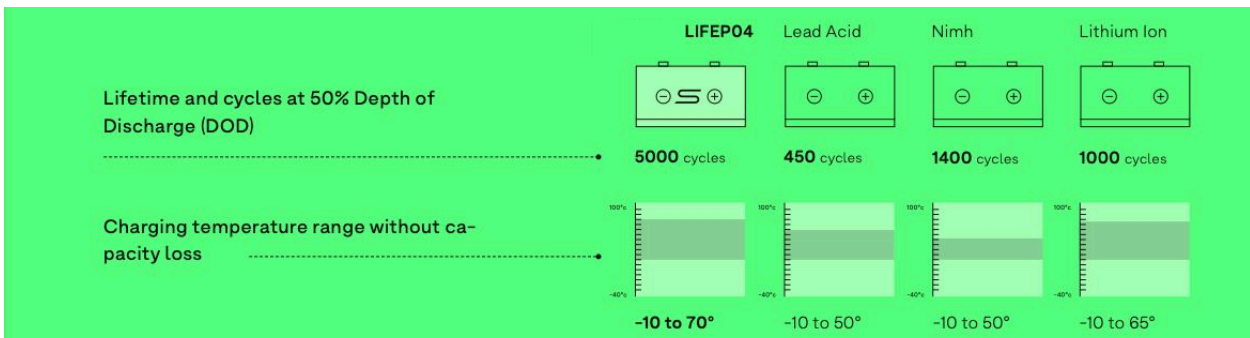 LIFEP04 Lead Acid Nimh Lithium Ion
Lifetime and cycles at 50% Depth of
Discharge (DOD)
5000 cycles 450 cycles 1400 cycles 1000 cycles
Charging temperature range without ca-
pacity loss
100°c 100°c 100°c 100°c
-40°c -40°c -40°c -40°c
-10 to 70° -10 to 50° -10 to 50° -10 to 65°